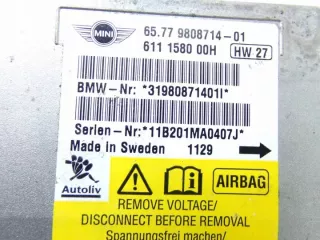 MINI
65.77 9808714-01
611 1580 00H
HW 27
BMW-Nr: *31980871401I*
Serien-Nr:*11B201MA0407J*
Made in Sweden 1129
Autoliv
AIRBAG
REMOVE VOLTAGE/
DISCONNECT BEFORE REMOVAL
Spannungsfrei machen/